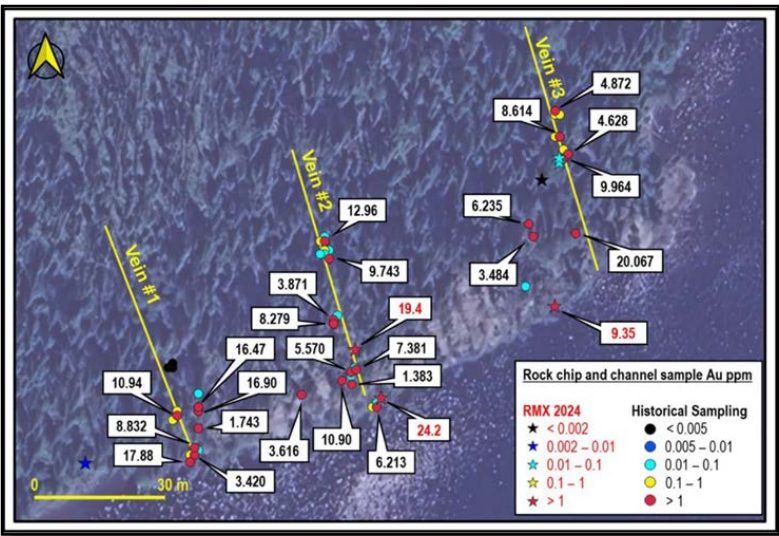 Vein #3
4.872
8.614
4.628
9.964
Vein #2
12.96
6.235
9.743
20.067
3.484
Vein #1
3.871
19.4
8.279
9.35
16.47
5.570
7.381
10.94
16.90
1.383
8.832
1.743
3.616
10.90
24.2
17.88
3.420
6.213
0
30 m
Rock chip and channel sample Au ppm
RMX 2024
< 0.002
0.002 – 0.01
0.01 – 0.1
0.1 – 1
> 1
Historical Sampling
< 0.005
0.005 – 0.01
0.01 – 0.1
0.1 – 1
> 1